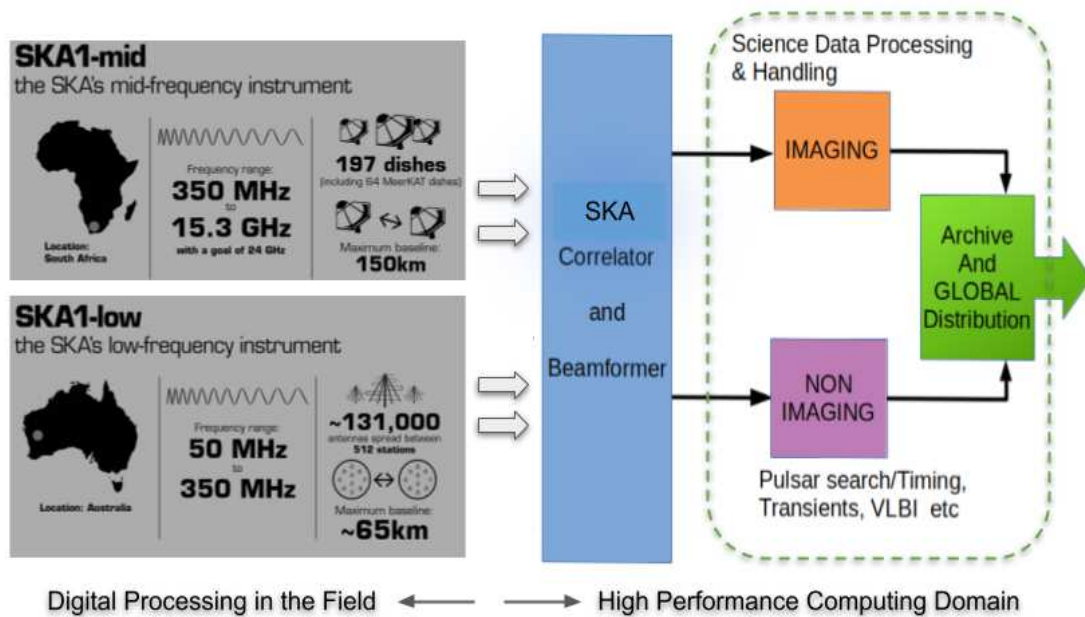 SKA1-mid
the SKA's mid-frequency instrument
Frequency range:
350 MHz
to
15.3 GHz
with a goal of 24 GHz
Location:
South Africa
197 dishes
(including 64 MeerKAT dishes)
Maximum baseline:
150km
SKA1-low
the SKA's low-frequency instrument
Frequency range:
50 MHz
to
350 MHz
Location: Australia
~131,000
antennas spread between
512 stations
Maximum baseline:
~65km
SKA
Correlator
and
Beamformer
Science Data Processing
& Handling
IMAGING
NON
IMAGING
Pulsar search/Timing,
Transients, VLBI etc
Archive
And
GLOBAL
Distribution
Digital Processing in the Field
High Performance Computing Domain